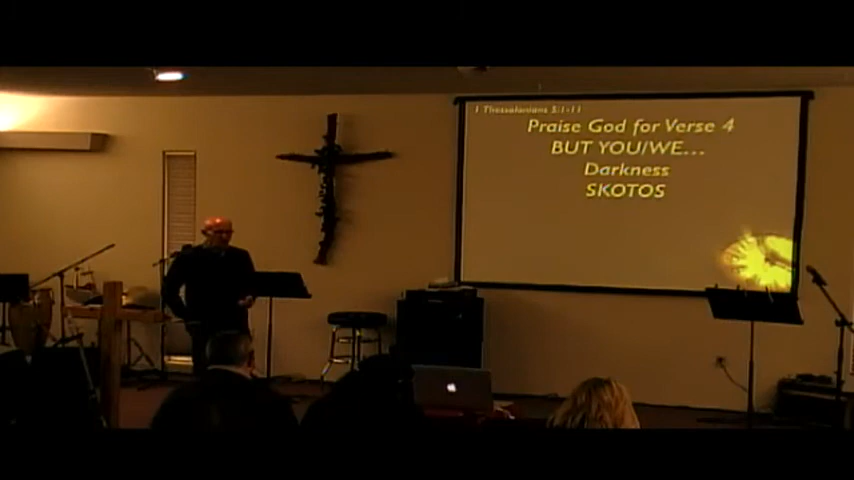 1 Thessalonians 5:1-11
Praise God for Verse 4
BUT YOU/WE...
Darkness
SKOTOS